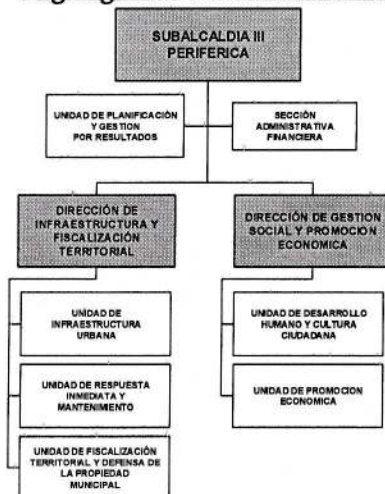 SUBALCALDIA III
PERIFERICA
UNIDAD DE PLANIFICACIÓN
Y GESTION
POR RESULTADOS
SECCIÓN
ADMINISTRATIVA
FINANCIERA
DIRECCIÓN DE
INFRAESTRUCTURA Y
FISCALIZACIÓN
TERRITORIAL
DIRECCIÓN DE GESTION
SOCIAL Y PROMOCION
ECONOMICA
UNIDAD DE
INFRAESTRUCTURA
URBANA
UNIDAD DE DESARROLLO
HUMANO Y CULTURA
CIUDADANA
UNIDAD DE RESPUESTA
INMEDIATA Y
MANTENIMIENTO
UNIDAD DE PROMOCION
ECONOMICA
UNIDAD DE FISCALIZACIÓN
TERRITORIAL Y DEFENSA DE
LA PROPIEDAD
MUNICIPAL